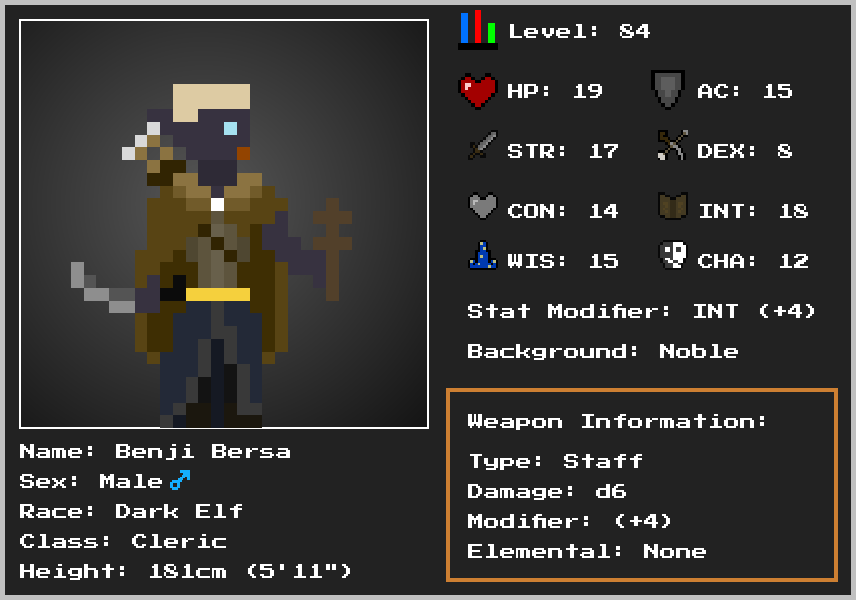 Level: 84
HP: 19
AC: 15
STR: 17
DEX: 8
CON: 14
INT: 18
WIS: 15
CHA: 12
Stat Modifier: INT (+4)
Background: Noble
Weapon Information:
Type: Staff
Damage: d6
Modifier: (+4)
Elemental: None
Name: Benji Bersa
Sex: Male♂
Race: Dark Elf
Class: Cleric
Height: 181cm (5'11")